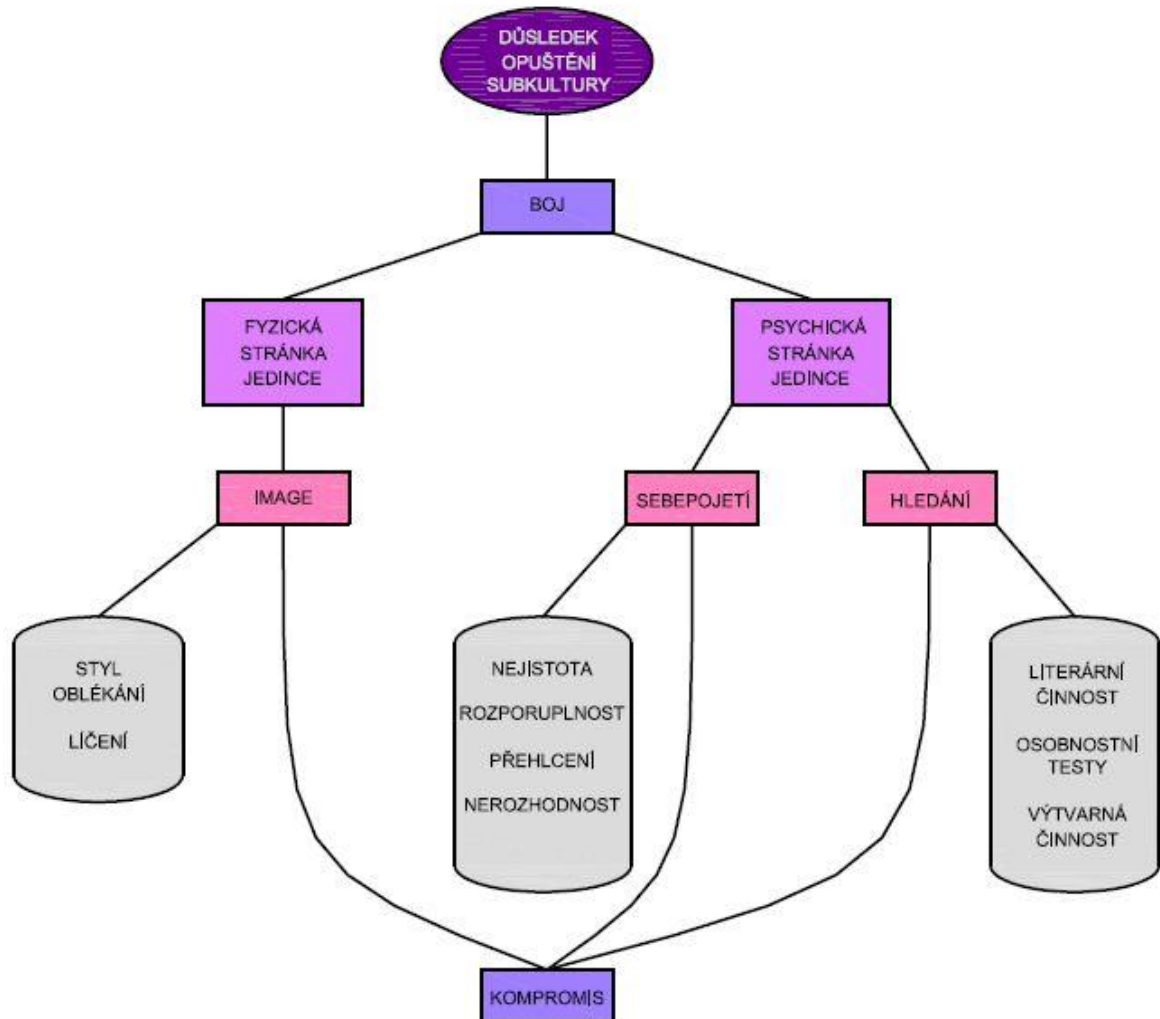 DŮSLEDEK
OPUŠTĚNÍ
SUBKULTURY
BOJ
FYZICKÁ
STRÁNKA
JEDINCE
PSYCHICKÁ
STRÁNKA
JEDINCE
IMAGE
SEBEPOJETÍ
HLEDÁNÍ
STYL
OBLÉKÁNÍ
LÍČENÍ
NEJISTOTA
ROZPORUPLNOST
PŘEHLCENÍ
NEROZHODNOST
LITERÁRNÍ
ČINNOST
OSOBNOSTNÍ
TESTY
VÝTVARNÁ
ČINNOST
KOMPROMIS